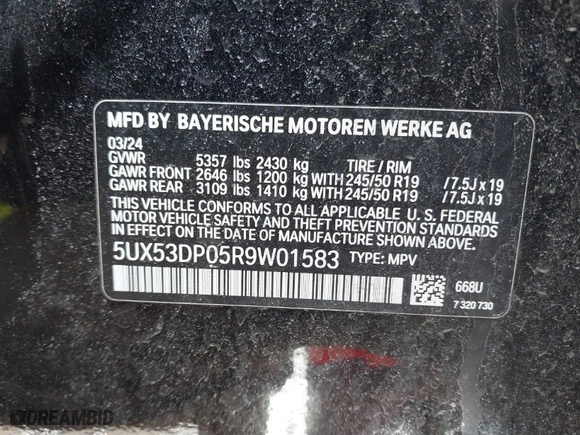 MFD BY BAYERISCHE MOTOREN WERKE AG
03/24
GVWR 5357 lbs 2430 kg TIRE / RIM
GAWR FRONT 2646 lbs 1200 kg WITH 245/50 R19 / 7.5J x 19
GAWR REAR 3109 lbs 1410 kg WITH 245/50 R19 / 7.5J x 19
THIS VEHICLE CONFORMS TO ALL APPLICABLE U. S. FEDERAL
MOTOR VEHICLE SAFETY AND THEFT PREVENTION STANDARDS
IN EFFECT ON THE DATE OF MANUFACTURE SHOWN ABOVE.
5UX53DP05R9W01583 TYPE: MPV
668U
7 320 730
DREAMBID